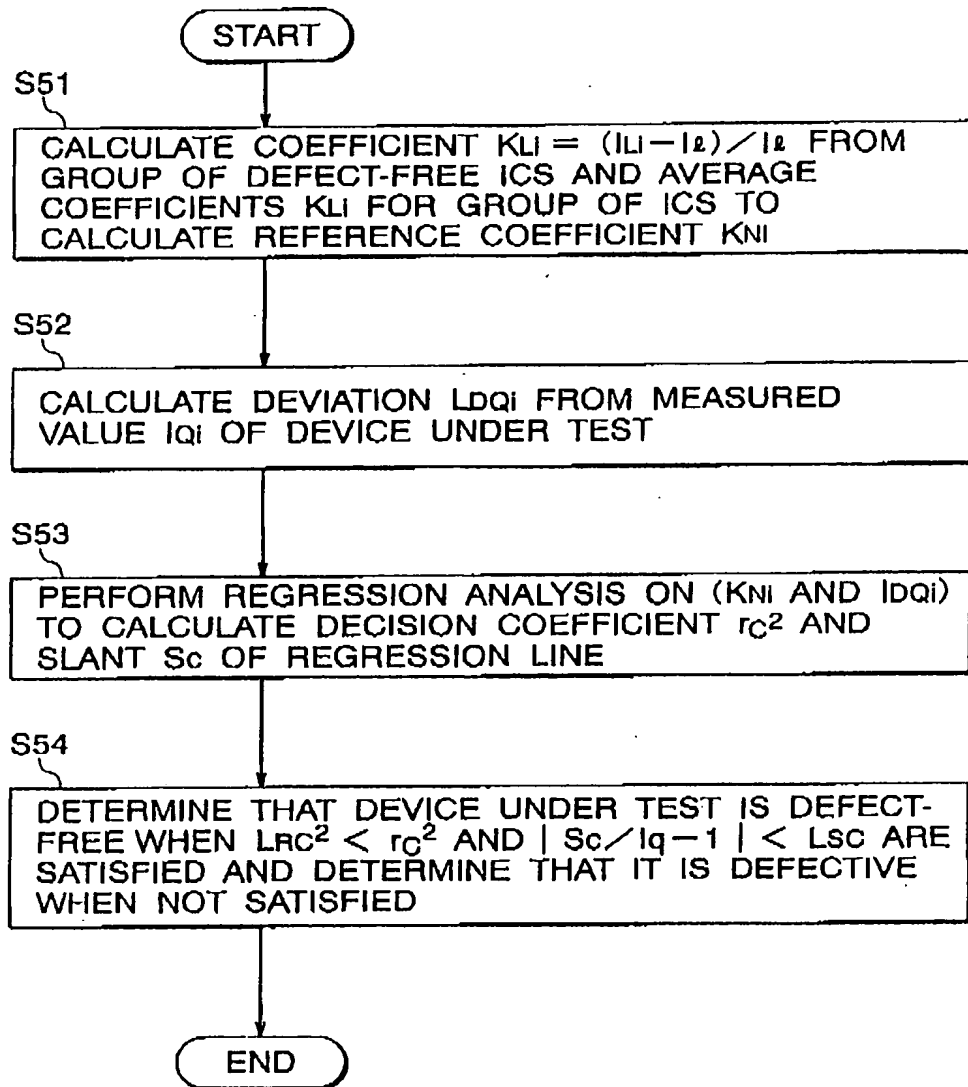 START
S51
CALCULATE COEFFICIENT KLi = (ILi - Iℓ) / Iℓ FROM
GROUP OF DEFECT-FREE ICS AND AVERAGE
COEFFICIENTS KLi FOR GROUP OF ICS TO
CALCULATE REFERENCE COEFFICIENT KNi
S52
CALCULATE DEVIATION LDQi FROM MEASURED
VALUE IQi OF DEVICE UNDER TEST
S53
PERFORM REGRESSION ANALYSIS ON (KNi AND IDQi)
TO CALCULATE DECISION COEFFICIENT rC² AND
SLANT SC OF REGRESSION LINE
S54
DETERMINE THAT DEVICE UNDER TEST IS DEFECT-
FREE WHEN LRC² < rC² AND | SC/Iq-1 | < LSC ARE
SATISFIED AND DETERMINE THAT IT IS DEFECTIVE
WHEN NOT SATISFIED
END